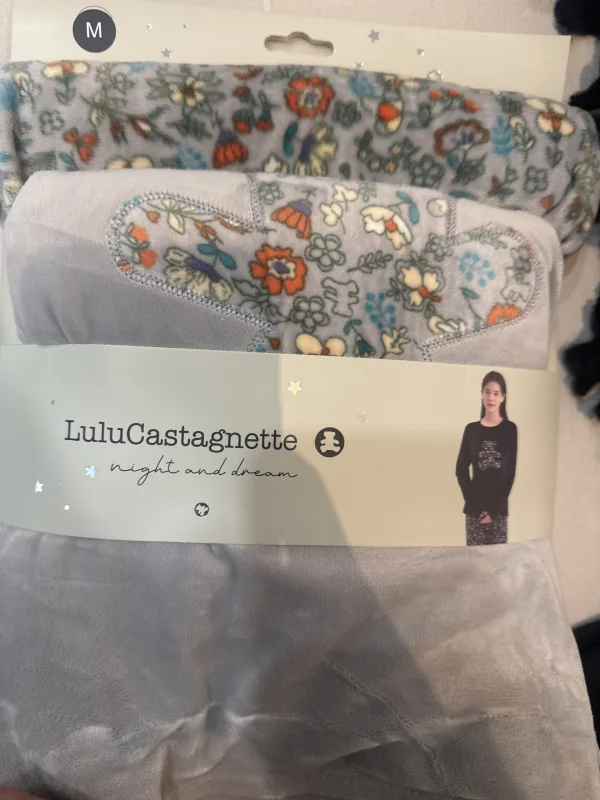 M
LuluCastagnette
night and dream